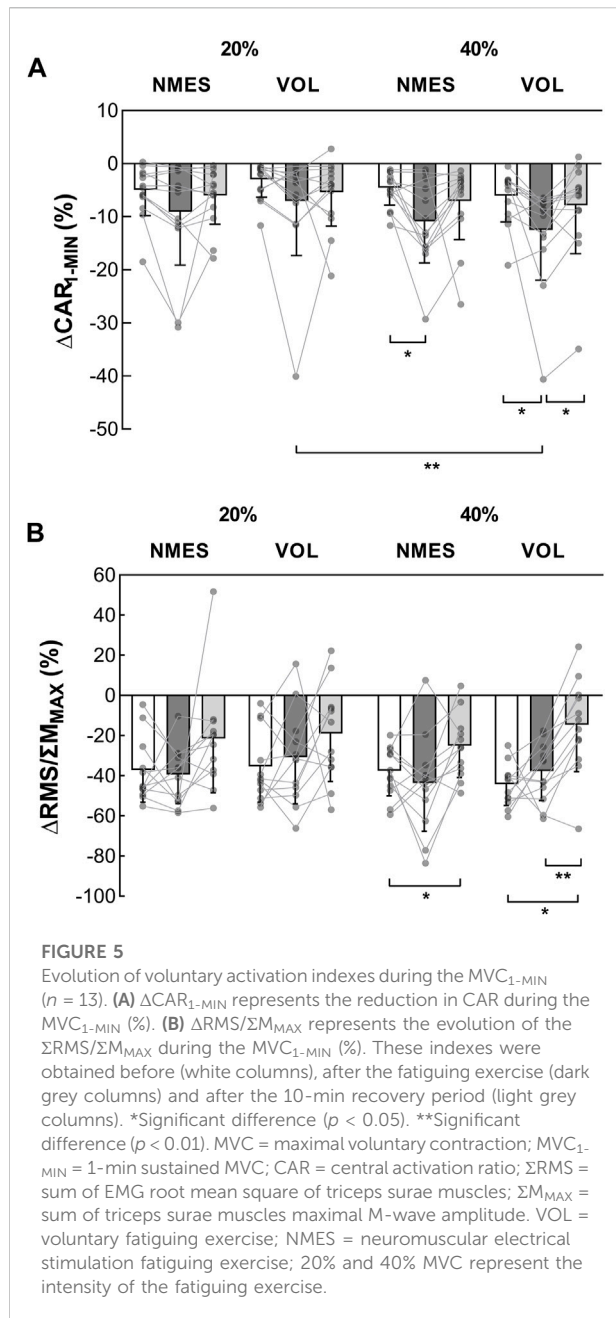 20% 40%
A
NMES VOL NMES VOL
10
0
-10
-20
-30
-40
-50
ΔCAR1-MIN (%)
*
* *
**
20% 40%
B
NMES VOL NMES VOL
60
40
20
0
-20
-40
-60
-80
-100
ΔRMS/ΣMMAX (%)
**
* *
FIGURE 5
Evolution of voluntary activation indexes during the MVC1-MIN
(n = 13). (A) ΔCAR1-MIN represents the reduction in CAR during the
MVC1-MIN (%). (B) ΔRMS/ΣMMAX represents the evolution of the
ΣRMS/ΣMMAX during the MVC1-MIN (%). These indexes were
obtained before (white columns), after the fatiguing exercise (dark
grey columns) and after the 10-min recovery period (light grey
columns). *Significant difference (p < 0.05). **Significant
difference (p < 0.01). MVC = maximal voluntary contraction; MVC1-
MIN = 1-min sustained MVC; CAR = central activation ratio; ΣRMS =
sum of EMG root mean square of triceps surae muscles; ΣMMAX =
sum of triceps surae muscles maximal M-wave amplitude. VOL =
voluntary fatiguing exercise; NMES = neuromuscular electrical
stimulation fatiguing exercise; 20% and 40% MVC represent the
intensity of the fatiguing exercise.